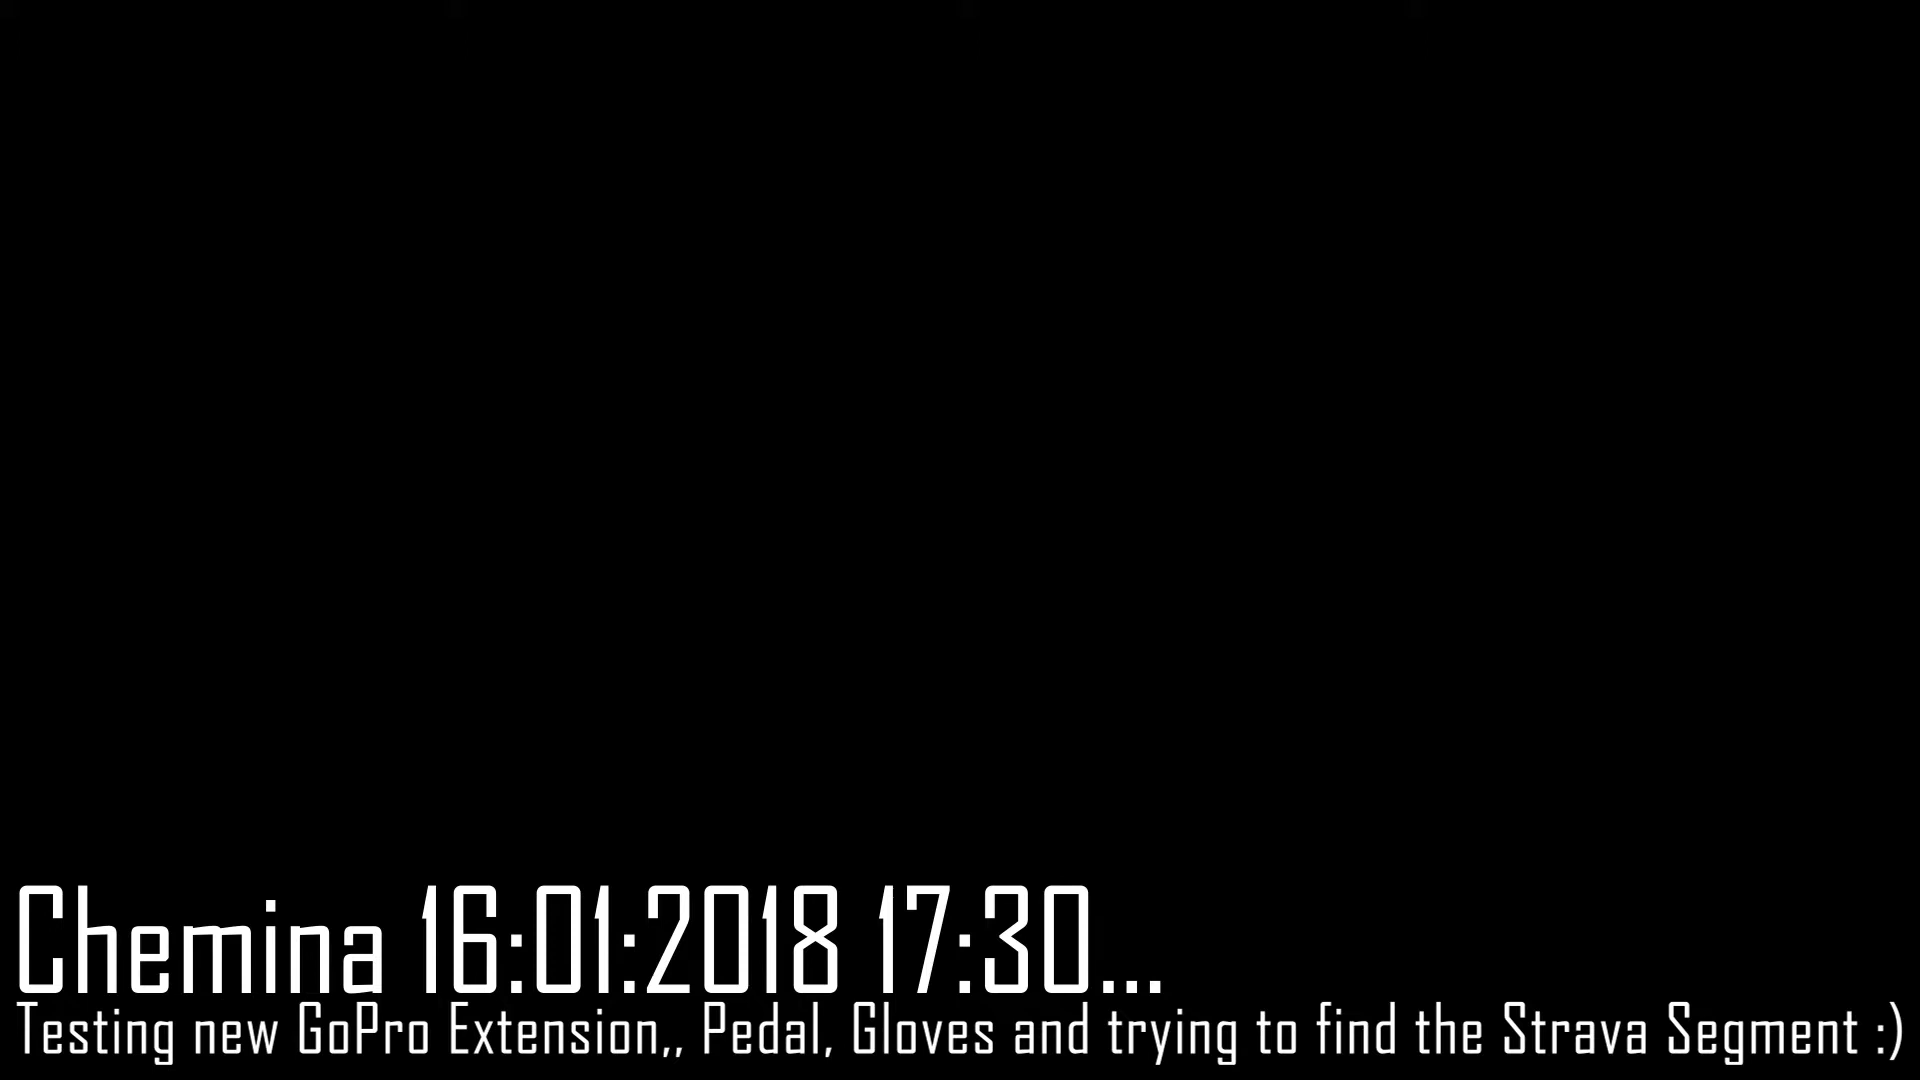 Chemina 16:01:2018 17:30...
Testing new GoPro Extension,, Pedal, Gloves and trying to find the Strava Segment :)